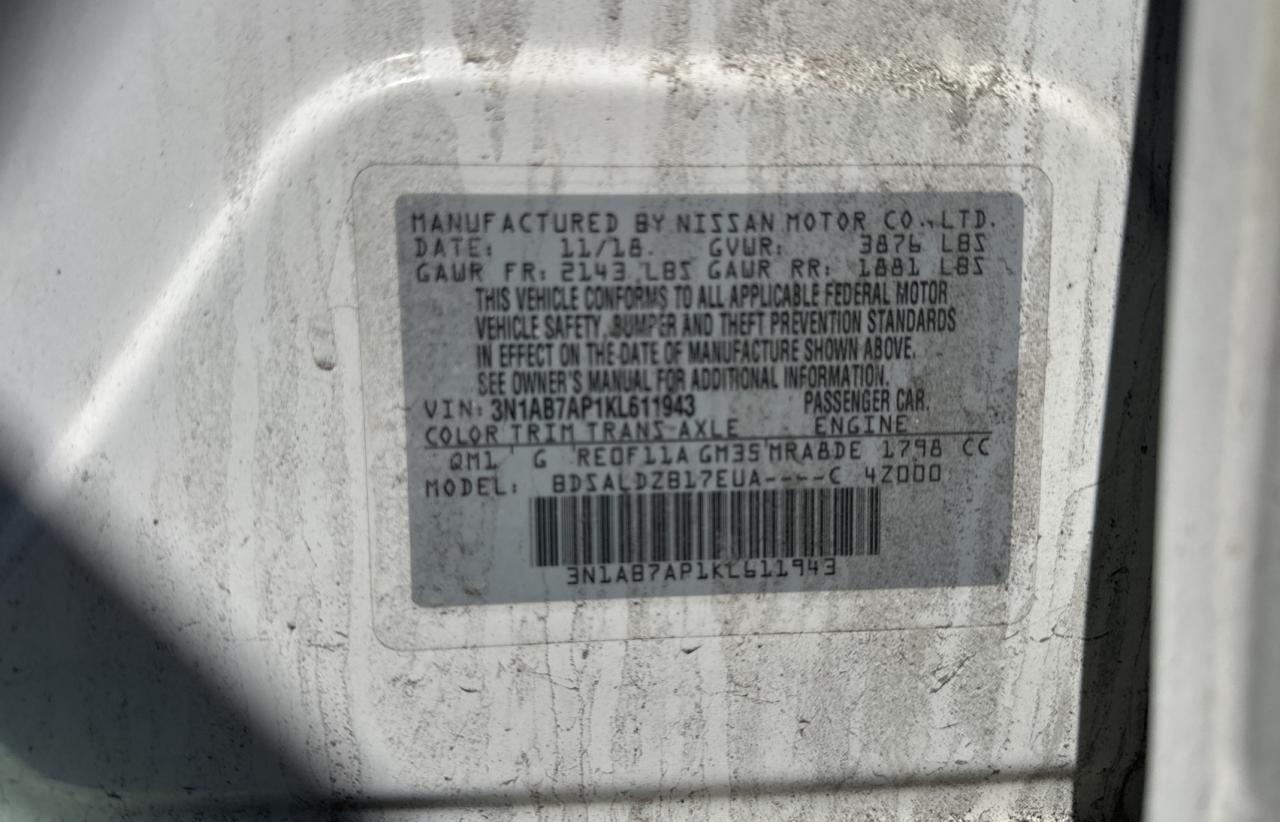 MANUFACTURED BY NISSAN MOTOR CO., LTD.
DATE: 11/18. GVWR: 3876 LBS
GAWR FR: 2143 LBS GAWR RR: 1881 LBS
THIS VEHICLE CONFORMS TO ALL APPLICABLE FEDERAL MOTOR
VEHICLE SAFETY, BUMPER AND THEFT PREVENTION STANDARDS
IN EFFECT ON THE DATE OF MANUFACTURE SHOWN ABOVE.
SEE OWNER'S MANUAL FOR ADDITIONAL INFORMATION.
VIN: 3N1AB7AP1KL611943 PASSENGER CAR.
COLOR TRIM TRANS AXLE ENGINE
QM1 G RE0F11A GM35 MRA8DE 1798 CC
MODEL: BDSALDZB17EUA----C 4Z000
3N1AB7AP1KL611943